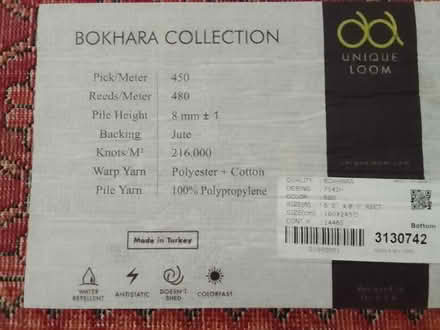 BOKHARA COLLECTION
UNIQUE
LOOM
Pick/Meter 450
Reeds/Meter 480
Pile Height 8 mm ± 1
Backing Jute
Knots/M² 216.000
Warp Yarn Polyester + Cotton
Pile Yarn 100% Polypropylene
Made in Turkey
Bottom
3130742
WATER REPELLENT
ANTISTATIC
DOESN'T SHED
COLORFAST